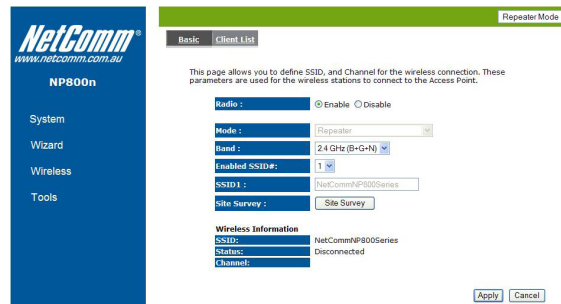 Repeater Mode
NetComm®
www.netcomm.com.au
NP800n
System
Wizard
Wireless
Tools
Basic Client List
This page allows you to define SSID, and Channel for the wireless connection. These
parameters are used for the wireless stations to connect to the Access Point.
Radio : Enable Disable
Mode : Repeater
Band : 2.4 GHz (B+G+N)
Enabled SSID#: 1
SSID1 : NetCommNP800Series
Site Survey : Site Survey
Wireless Information
SSID: NetCommNP800Series
Status: Disconnected
Channel:
Apply Cancel